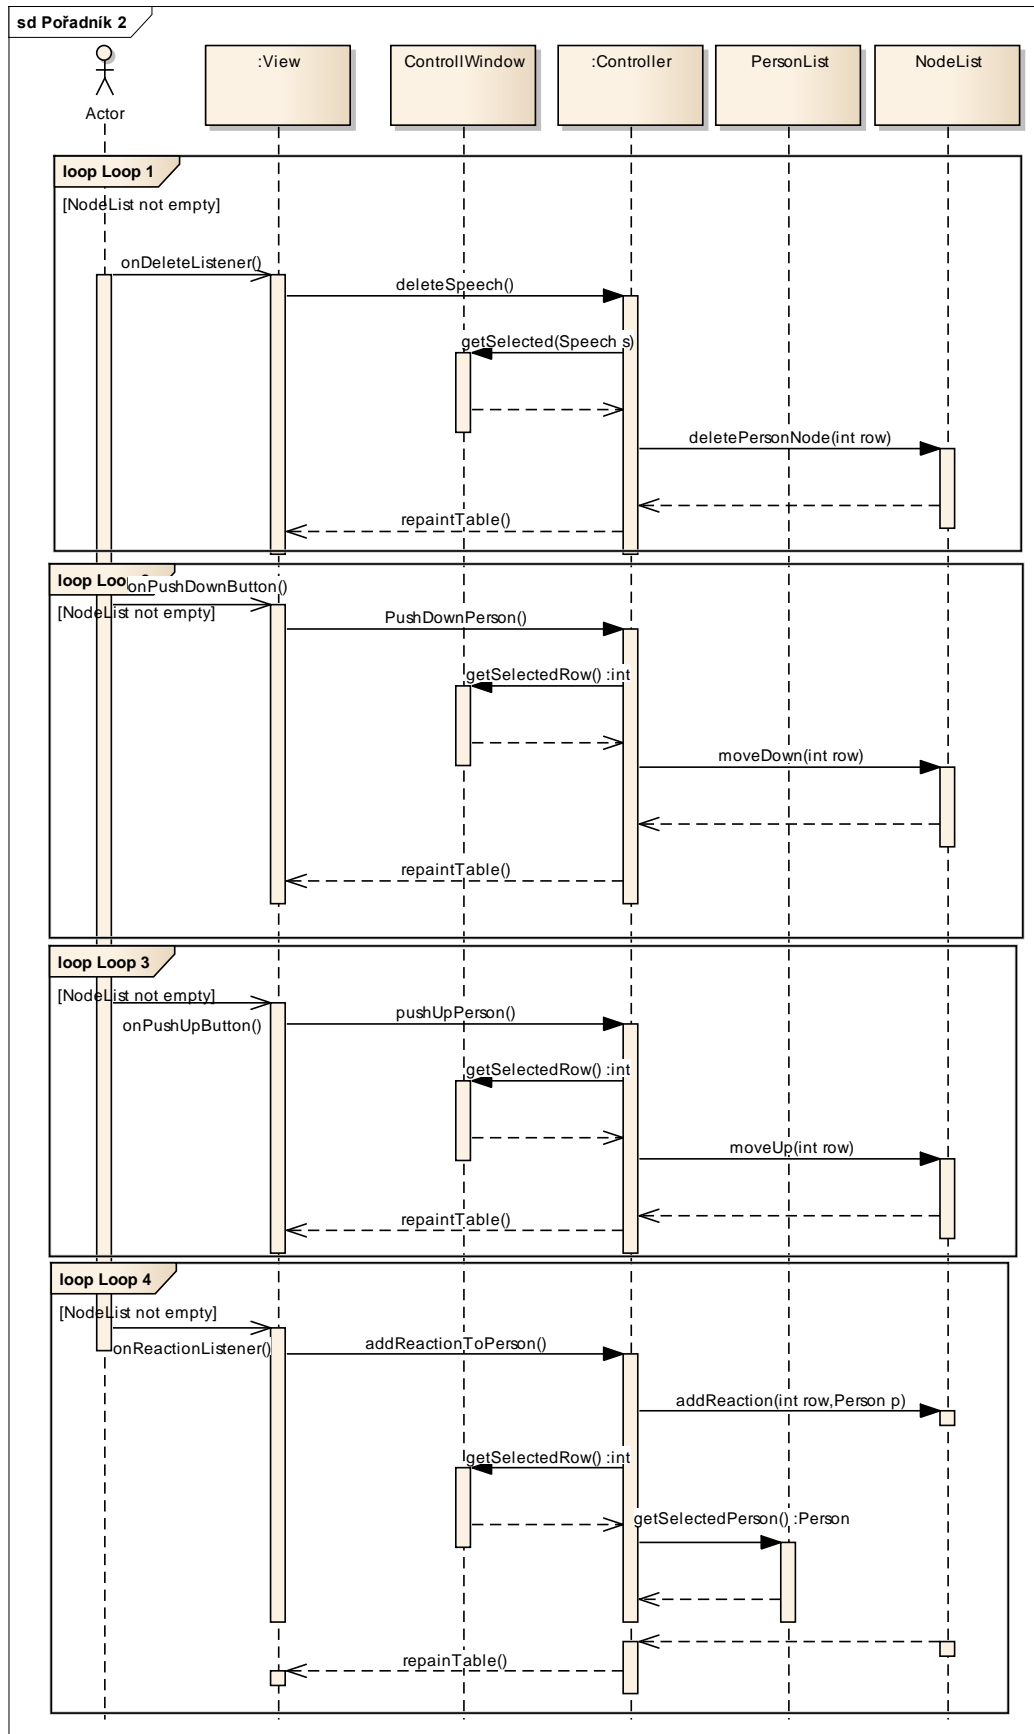 sd Pořadník 2
:View
ControllWindow
:Controller
PersonList
NodeList
Actor
loop Loop 1
[NodeList not empty]
onDeleteListener()
deleteSpeech()
getSelected(Speech s)
deletePersonNode(int row)
repaintTable()
loop Loo
onPushDownButton()
[NodeList not empty]
PushDownPerson()
getSelectedRow() :int
moveDown(int row)
repaintTable()
loop Loop 3
[NodeList not empty]
onPushUpButton()
pushUpPerson()
getSelectedRow() :int
moveUp(int row)
repaintTable()
loop Loop 4
[NodeList not empty]
onReactionListener()
addReactionToPerson()
addReaction(int row,Person p)
getSelectedRow() :int
getSelectedPerson() :Person
repainTable()